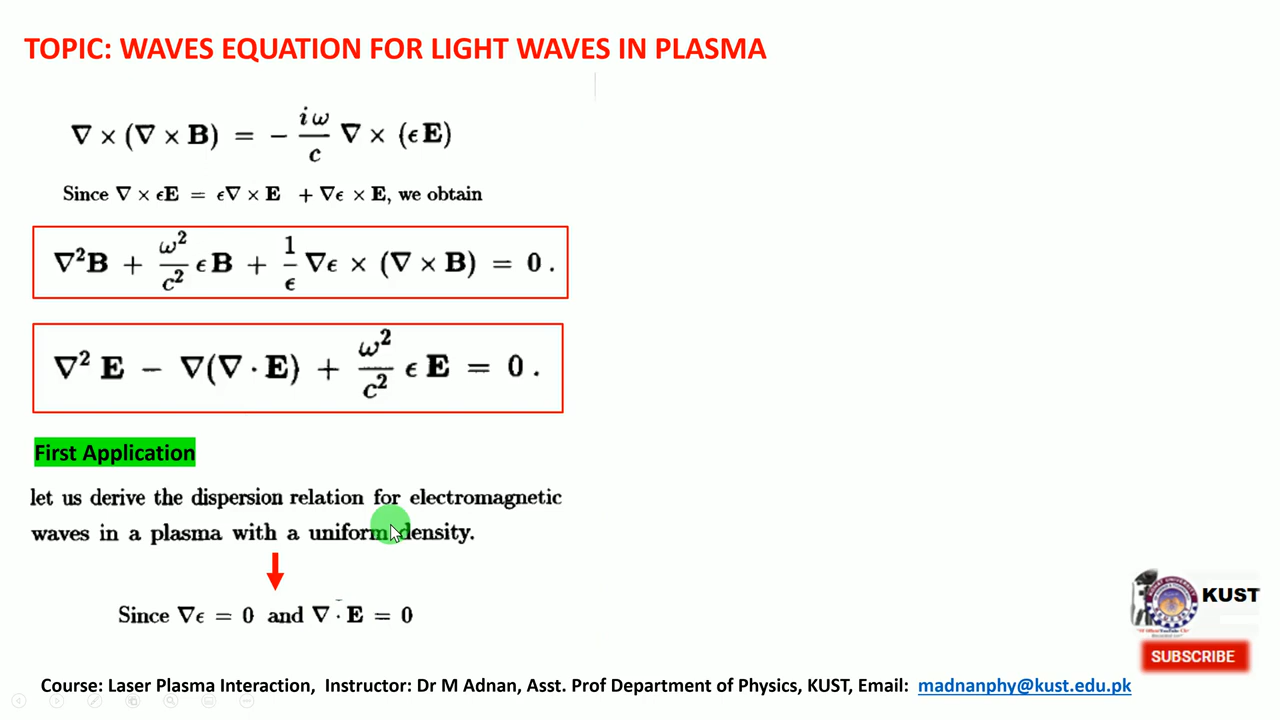 TOPIC: WAVES EQUATION FOR LIGHT WAVES IN PLASMA
∇ × (∇ × B) = − iω/c ∇ × (ϵE)
Since ∇ × ϵE = ϵ∇ × E + ∇ϵ × E, we obtain
∇²B + ω²/c² ϵB + 1/ϵ ∇ϵ × (∇ × B) = 0 .
∇² E − ∇(∇ · E) + ω²/c² ϵ E = 0 .
First Application
let us derive the dispersion relation for electromagnetic
waves in a plasma with a uniform density.
Since ∇ϵ = 0 and ∇ · E = 0
KUST
SUBSCRIBE
Course: Laser Plasma Interaction, Instructor: Dr M Adnan, Asst. Prof Department of Physics, KUST, Email: madnanphy@kust.edu.pk